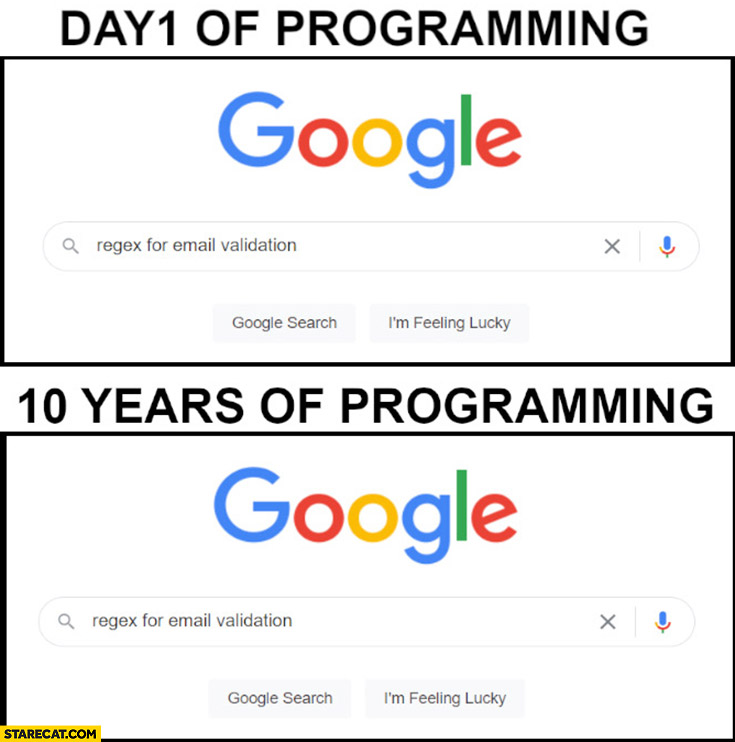 DAY1 OF PROGRAMMING
Google
regex for email validation
Google Search I'm Feeling Lucky
10 YEARS OF PROGRAMMING
Google
regex for email validation
Google Search I'm Feeling Lucky
STARECAT.COM